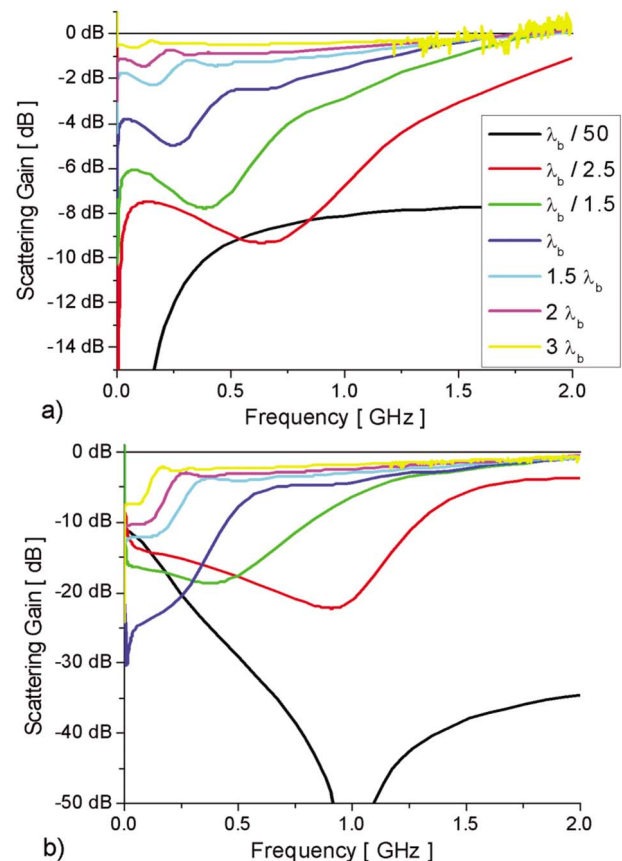 0 dB
-2 dB
-4 dB
-6 dB
-8 dB
-10 dB
-12 dB
-14 dB
Scattering Gain [ dB ]
λb / 50
λb / 2.5
λb / 1.5
λb
1.5 λb
2 λb
3 λb
0.0 0.5 1.0 1.5 2.0
a) Frequency [ GHz ]
0 dB
-10 dB
-20 dB
-30 dB
-40 dB
-50 dB
Scattering Gain [ dB ]
0.0 0.5 1.0 1.5 2.0
b) Frequency [ GHz ]